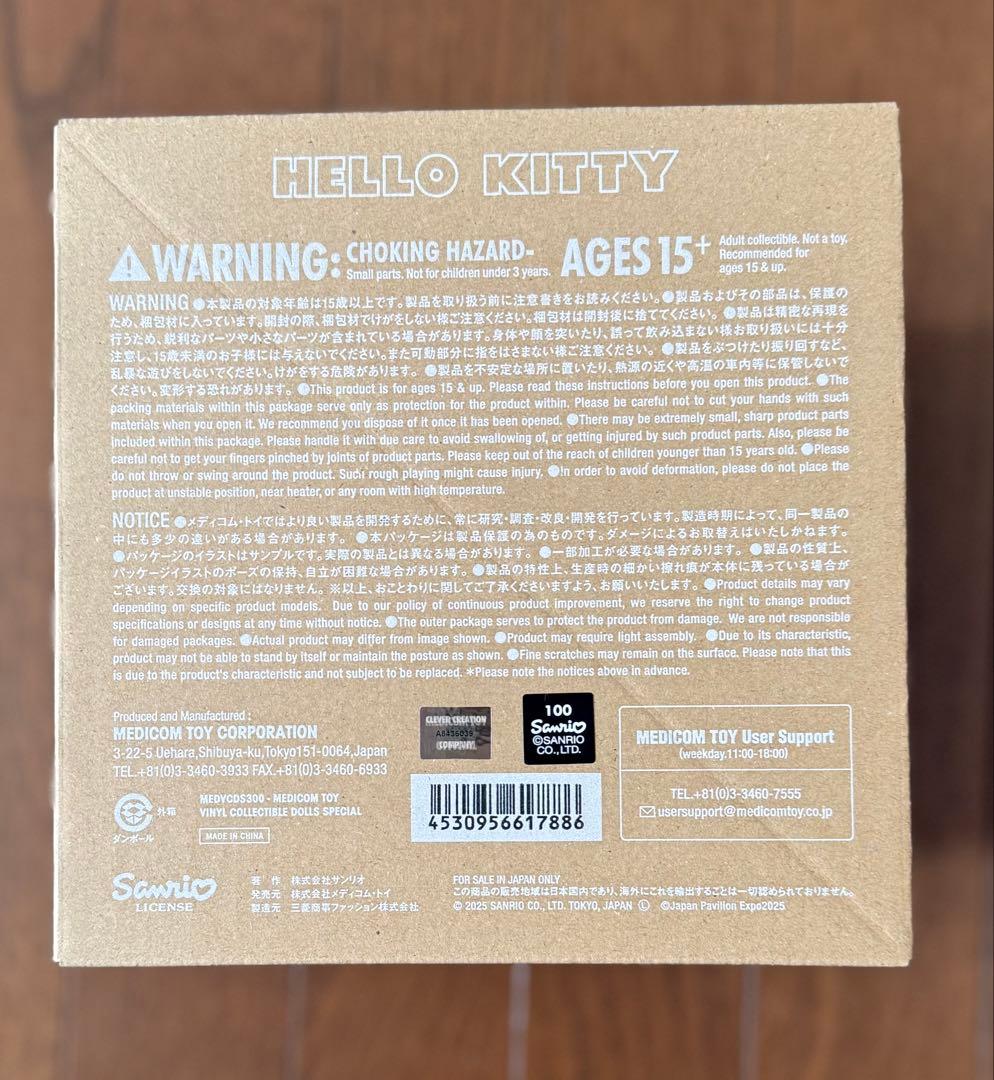 HELLO KITTY
WARNING: CHOKING HAZARD-
Small parts. Not for children under 3 years.
AGES 15+
Adult collectible. Not a toy.
Recommended for
ages 15 & up.
WARNING ●本製品の対象年齢は15歳以上です。製品を取り扱う前に注意書きをお読みください。●製品およびその部品は、保護の
ため、梱包材に入っています。開封の際、梱包材でけがをしない様ご注意ください。梱包材は開封後に捨ててください。 ●製品は精密な再現を
行うため、鋭利なパーツや小さなパーツが含まれている場合があります。身体や顔を突いたり、誤って飲み込まない様お取り扱いには十分
注意し、15歳未満のお子様には与えないでください。また可動部分に指をはさまない様ご注意ください。 ●製品をぶつけたり振り回すなど、
乱暴な遊びをしないでください。けがをする危険があります。 ●製品を不安定な場所に置いたり、熱源の近くや高温の車内等に保管しないで
ください。変形する恐れがあります。 ●This product is for ages 15 & up. Please read these instructions before you open this product. ●The
packing materials within this package serve only as protection for the product within. Please be careful not to cut your hands with such
materials when you open it. We recommend you dispose of it once it has been opened. ●There may be extremely small, sharp product parts
included within this package. Please handle it with due care to avoid swallowing of, or getting injured by such product parts. Also, please be
careful not to get your fingers pinched by joints of product parts. Please keep out of the reach of children younger than 15 years old. ●Please
do not throw or swing around the product. Such rough playing might cause injury. ●In order to avoid deformation, please do not place the
product at unstable position, near heater, or any room with high temperature.
NOTICE ●メディコム・トイではより良い製品を開発するために、常に研究・調査・改良・開発を行っています。製造時期によって、同一製品の
中にも多少の違いがある場合があります。 ●本パッケージは製品保護の為のものです。ダメージによるお取替えはいたしかねます。
●パッケージのイラストはサンプルです。実際の製品とは異なる場合があります。 ●一部加工が必要な場合があります。 ●製品の性質上、
パッケージイラストのポーズの保持、自立が困難な場合があります。 ●製品の特性上、生産時の細かい擦れ痕が本体に残っている場合が
ございます。交換の対象にはなりません。 ※以上、おことわりに関してご了承くださいますよう、お願いいたします。 ●Product details may vary
depending on specific product models. Due to our policy of continuous product improvement, we reserve the right to change product
specifications or designs at any time without notice. ●The outer package serves to protect the product from damage. We are not responsible
for damaged packages. ●Actual product may differ from image shown. ●Product may require light assembly. ●Due to its characteristic,
product may not be able to stand by itself or maintain the posture as shown. ●Fine scratches may remain on the surface. Please note that this
is due to the product's characteristic and not subject to be replaced. *Please note the notices above in advance.
Produced and Manufactured :
MEDICOM TOY CORPORATION
3-22-5 Uehara,Shibuya-ku,Tokyo151-0064,Japan
TEL.+81(0)3-3460-3933 FAX.+81(0)3-3460-6933
CLEVER CREATION
A8436039
COMPANY
100
Sanrio
©SANRIO
CO., LTD.
MEDICOM TOY User Support
(weekday.11:00-18:00)
TEL.+81(0)3-3460-7555
usersupport@medicomtoy.co.jp
外箱
ダンボール
MEDYCDS300 - MEDICOM TOY
VINYL COLLECTIBLE DOLLS SPECIAL
MADE IN CHINA
4530956617886
Sanrio
LICENSE
著 作 株式会社サンリオ
発売元 株式会社メディコム・トイ
製造元 三菱商事ファッション株式会社
FOR SALE IN JAPAN ONLY
この商品の販売地域は日本国内であり、海外にこれを輸出することは一切認められておりません。
© 2025 SANRIO CO., LTD. TOKYO, JAPAN Ⓛ ©Japan Pavilion Expo2025